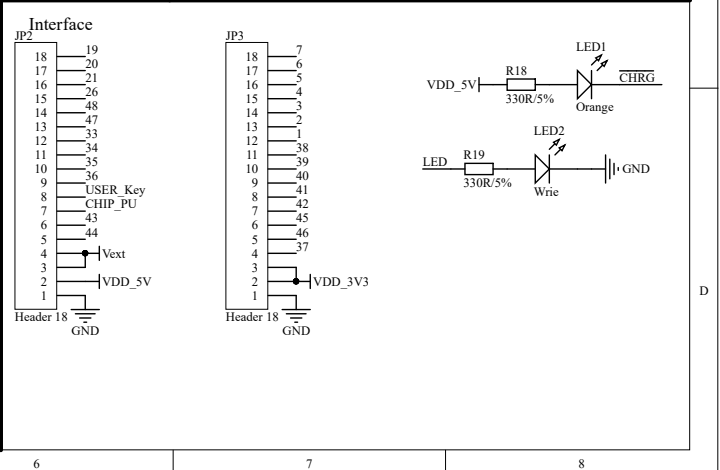 Interface
JP2
18 19
17 20
16 21
15 26
14 48
13 47
12 33
11 34
10 35
9 36
8 USER_Key
7 CHIP_PU
6 43
5 44
4 Vext
3
2 VDD_5V
1
Header 18
GND
JP3
18 7
17 6
16 5
15 4
14 3
13 2
12 1
11 38
10 39
9 40
8 41
7 42
6 45
5 46
4 37
3
2 VDD_3V3
1
Header 18
GND
LED1
VDD_5V R18 CHRG
330R/5% Orange
LED2
LED R19 GND
330R/5% Wrie
D
6 7 8